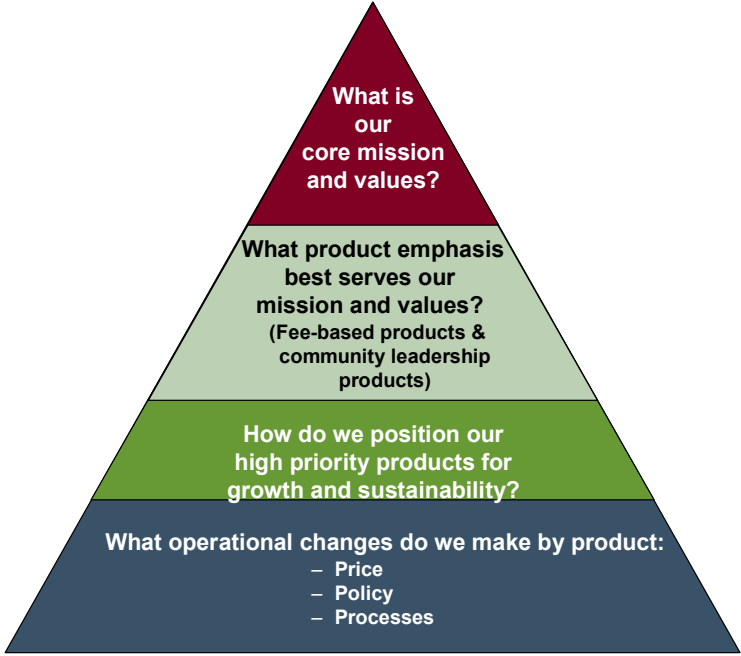 What is
our
core mission
and values?
What product emphasis
best serves our
mission and values?
(Fee-based products &
community leadership
products)
How do we position our
high priority products for
growth and sustainability?
What operational changes do we make by product:
– Price
– Policy
– Processes